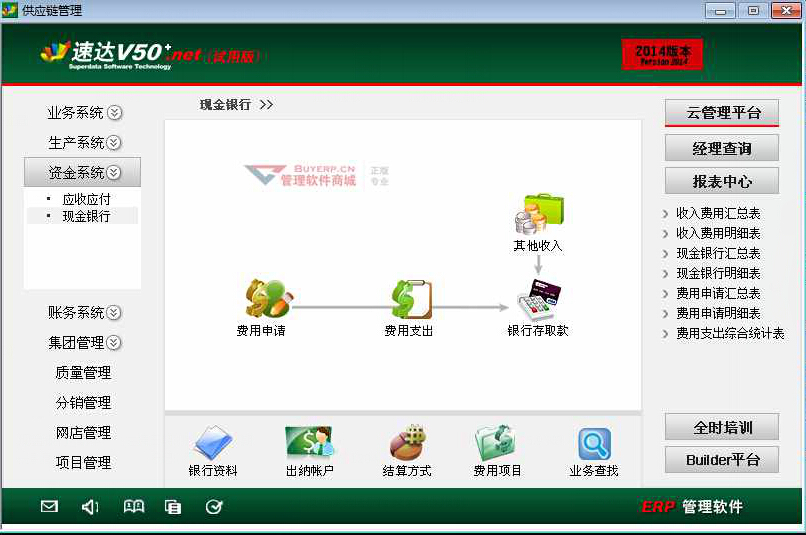 供应链管理
速达V50+.net(试用版)
Superdata Software Technology
2014版本
Version 2014
业务系统
生产系统
资金系统
应收应付
现金银行
账务系统
集团管理
质量管理
分销管理
网店管理
项目管理
现金银行 >>
BUYERP.CN
管理软件商城
正版
专业
其他收入
费用申请
费用支出
银行存取款
银行资料
出纳帐户
结算方式
费用项目
业务查找
云管理平台
经理查询
报表中心
收入费用汇总表
收入费用明细表
现金银行汇总表
现金银行明细表
费用申请汇总表
费用申请明细表
费用支出综合统计表
全时培训
Builder平台
ERP 管理软件